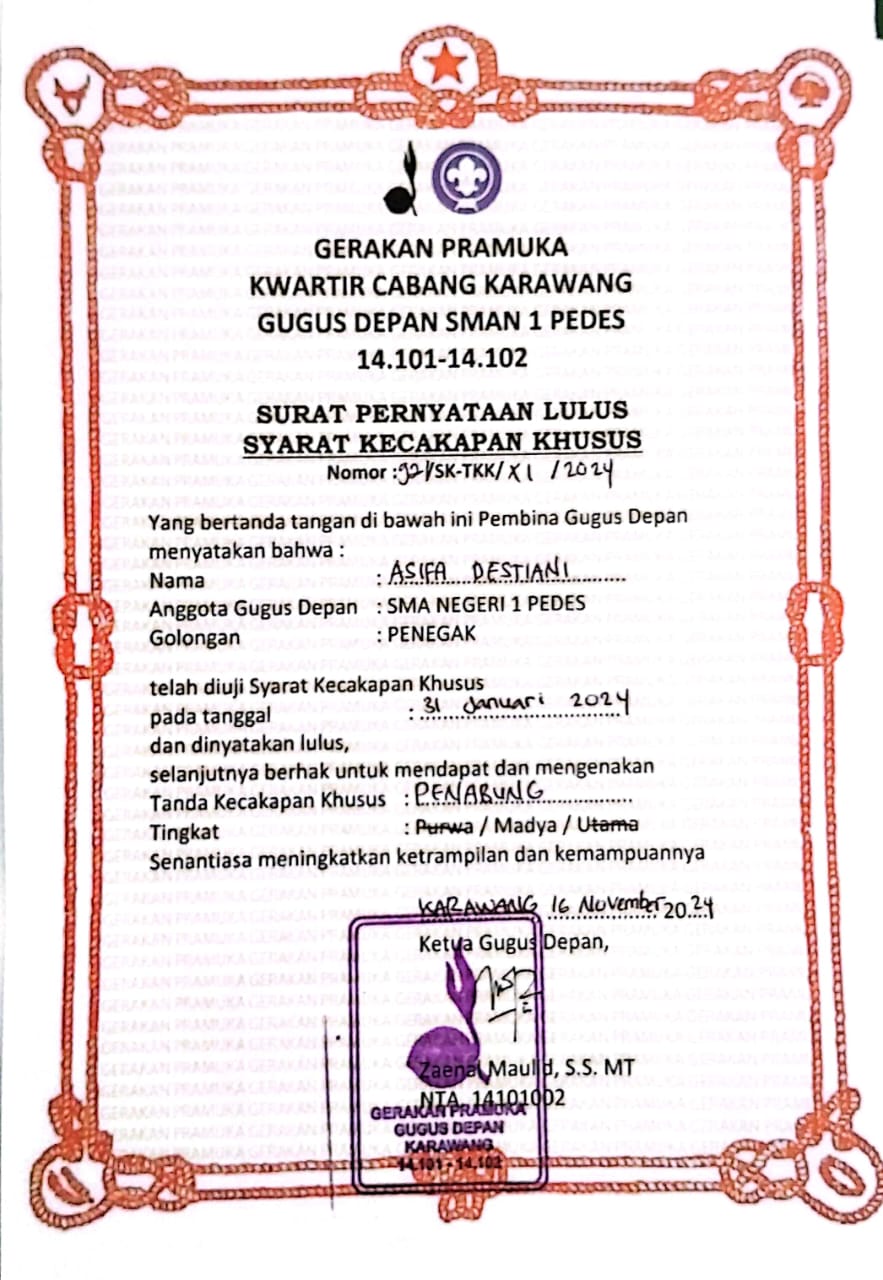 GERAKAN PRAMUKA
KWARTIR CABANG KARAWANG
GUGUS DEPAN SMAN 1 PEDES
14.101-14.102
SURAT PERNYATAAN LULUS
SYARAT KECAKAPAN KHUSUS
Nomor : /SK-TKK/XI/2024
Yang bertanda tangan di bawah ini Pembina Gugus Depan
menyatakan bahwa :
Nama : ASIFA DESTIANI
Anggota Gugus Depan : SMA NEGERI 1 PEDES
Golongan : PENEGAK
telah diuji Syarat Kecakapan Khusus
pada tanggal : 31 Januari 2024
dan dinyatakan lulus,
selanjutnya berhak untuk mendapat dan mengenakan
Tanda Kecakapan Khusus : PENABUNG
Tingkat : Purwa / Madya / Utama
Senantiasa meningkatkan ketrampilan dan kemampuannya
KARAWANG 16 November 2024
Ketua Gugus Depan,
Zaenal Maulid, S.S. MT
NTA. 14101002
GERAKAN PRAMUKA
GUGUS DEPAN
KARAWANG
14.101 - 14.102